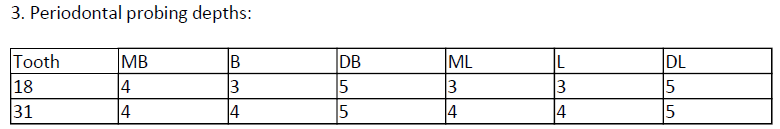 3. Periodontal probing depths:
Tooth MB B DB ML L DL
18 4 3 5 3 3 5
31 4 4 5 4 4 5